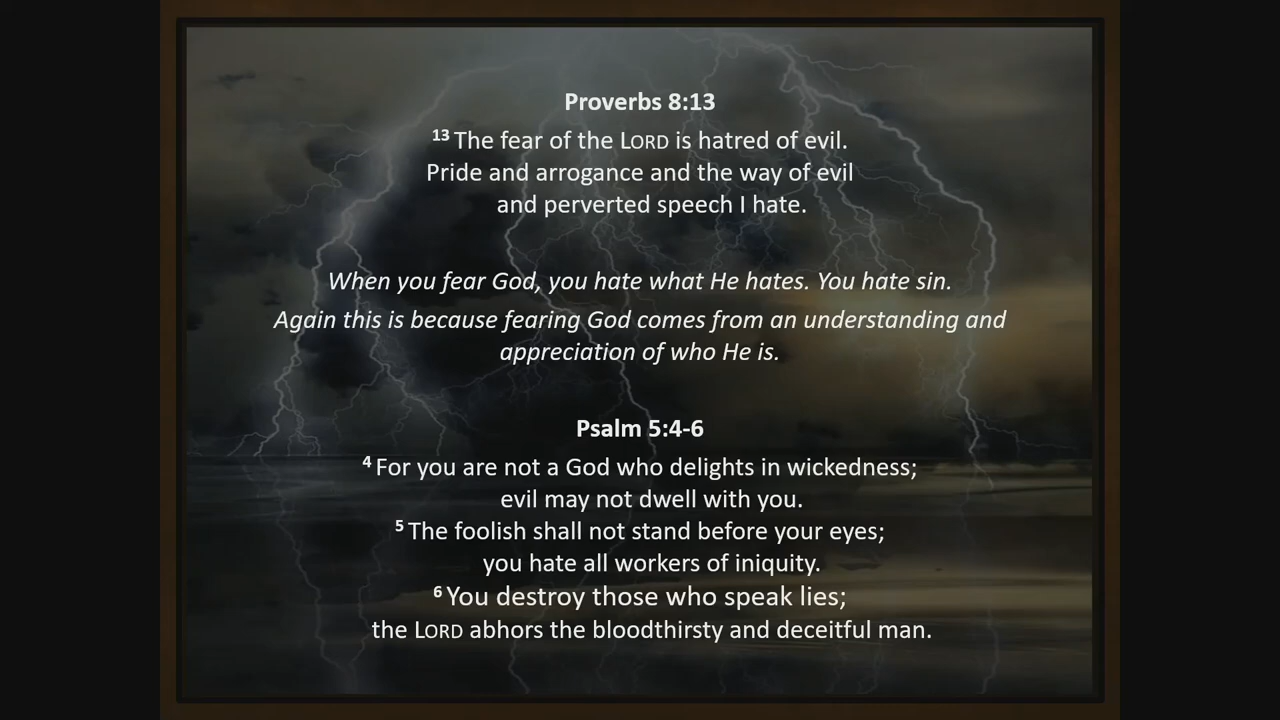 Proverbs 8:13
13 The fear of the LORD is hatred of evil.
Pride and arrogance and the way of evil
and perverted speech I hate.
When you fear God, you hate what He hates. You hate sin.
Again this is because fearing God comes from an understanding and
appreciation of who He is.
Psalm 5:4-6
4 For you are not a God who delights in wickedness;
evil may not dwell with you.
5 The foolish shall not stand before your eyes;
you hate all workers of iniquity.
6 You destroy those who speak lies;
the LORD abhors the bloodthirsty and deceitful man.